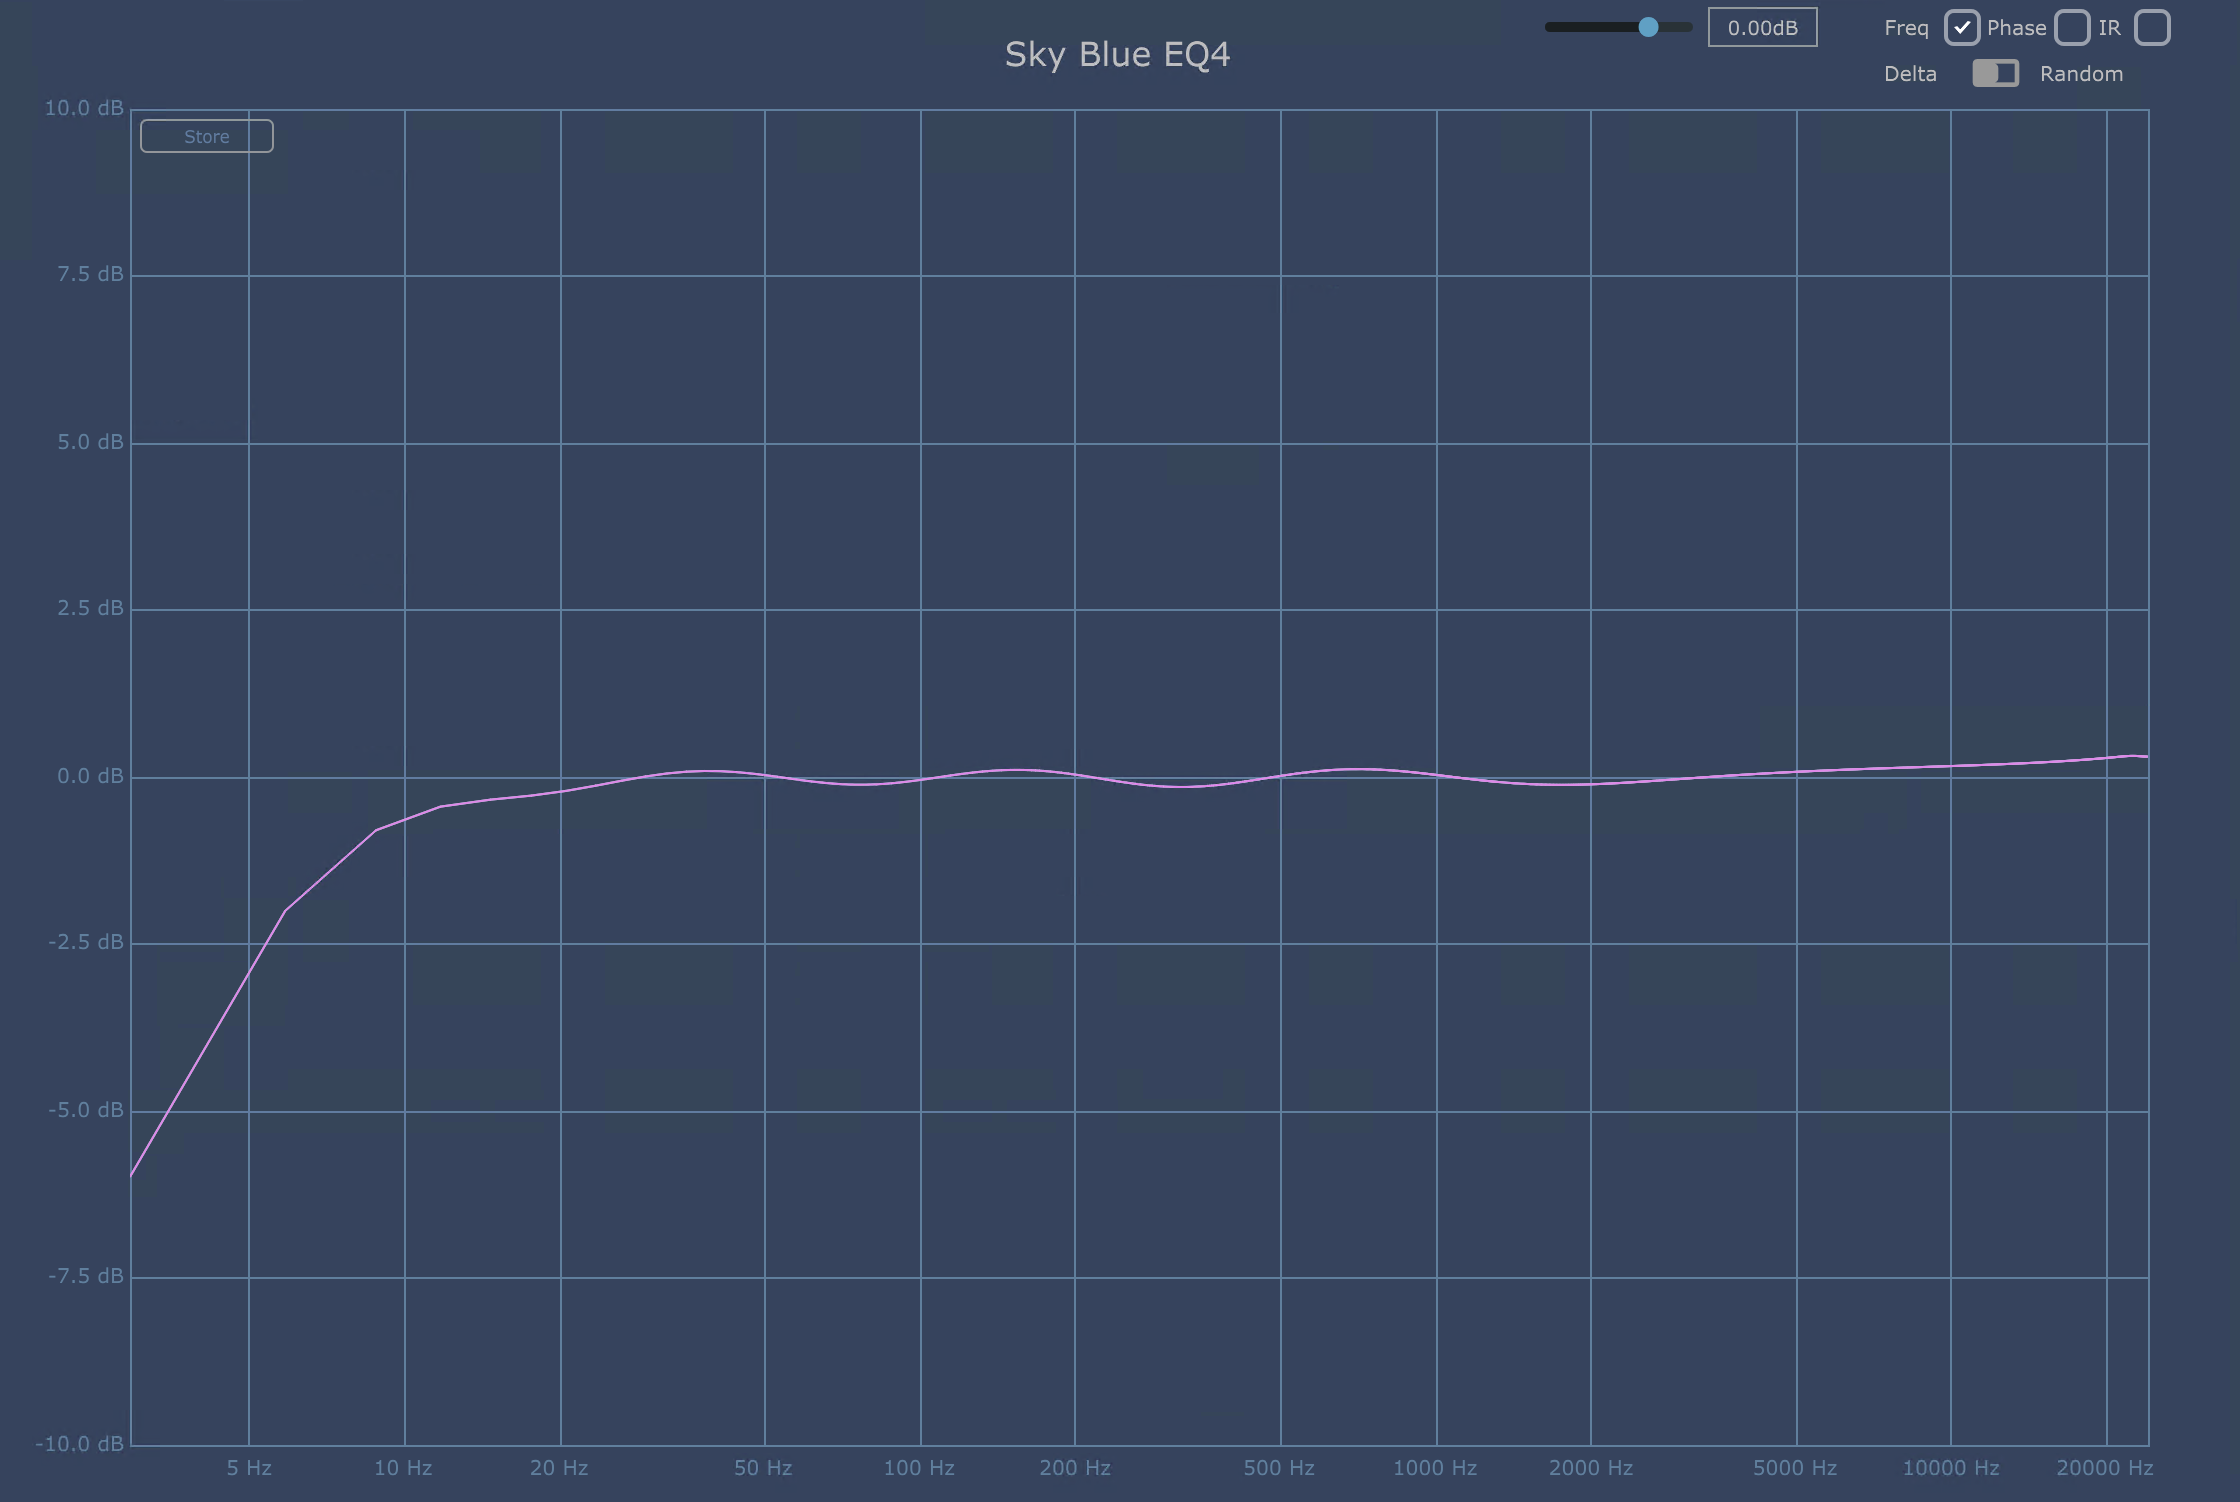 0.00dB Freq Phase IR
Sky Blue EQ4
Delta Random
10.0 dB
Store
7.5 dB
5.0 dB
2.5 dB
0.0 dB
-2.5 dB
-5.0 dB
-7.5 dB
-10.0 dB
5 Hz 10 Hz 20 Hz 50 Hz 100 Hz 200 Hz 500 Hz 1000 Hz 2000 Hz 5000 Hz 10000 Hz 20000 Hz